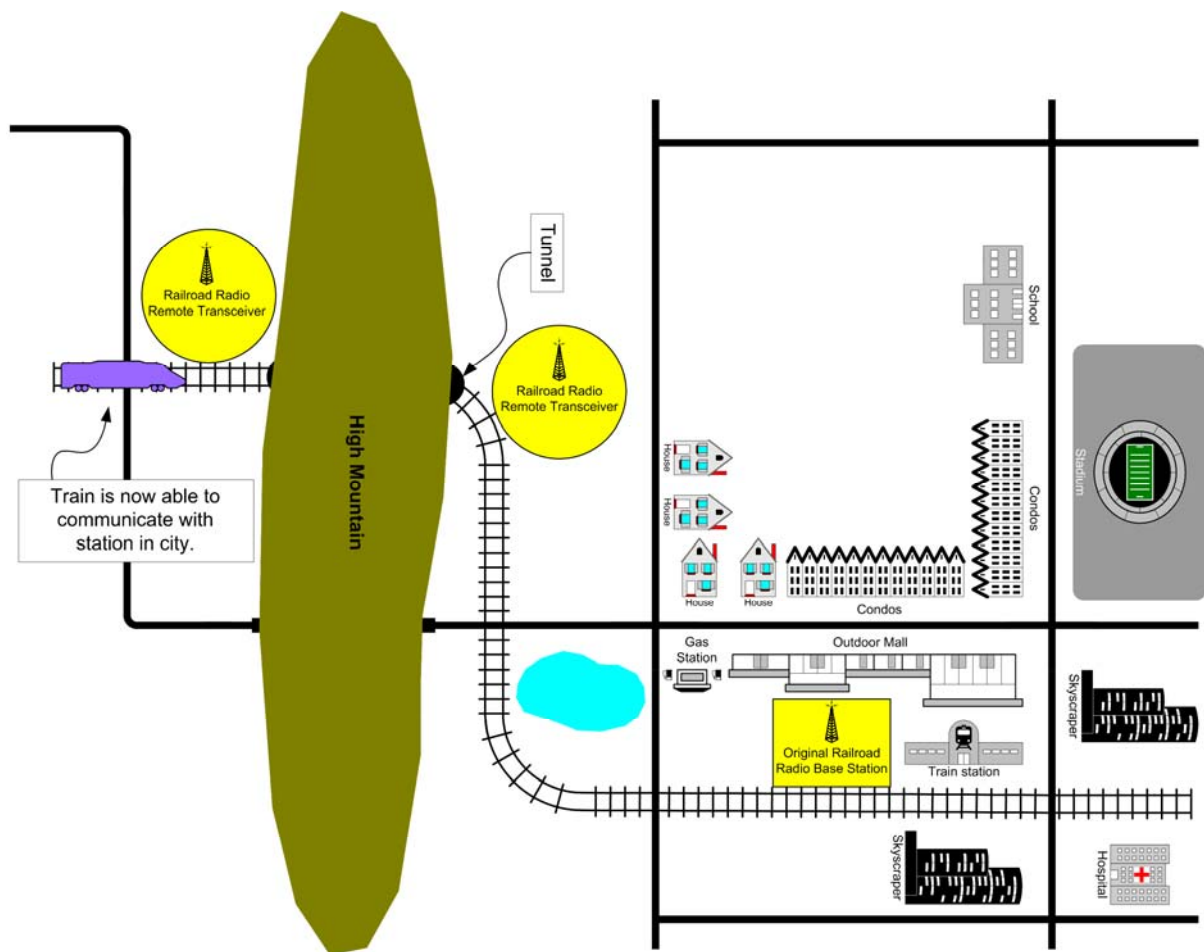 Tunnel
Railroad Radio
Remote Transceiver
School
Railroad Radio
Remote Transceiver
High Mountain
Stadium
House
House
Condos
Train is now able to
communicate with
station in city.
House
House
Condos
Gas
Station
Outdoor Mall
Skyscraper
Original Railroad
Radio Base Station
Train station
Skyscraper
Hospital